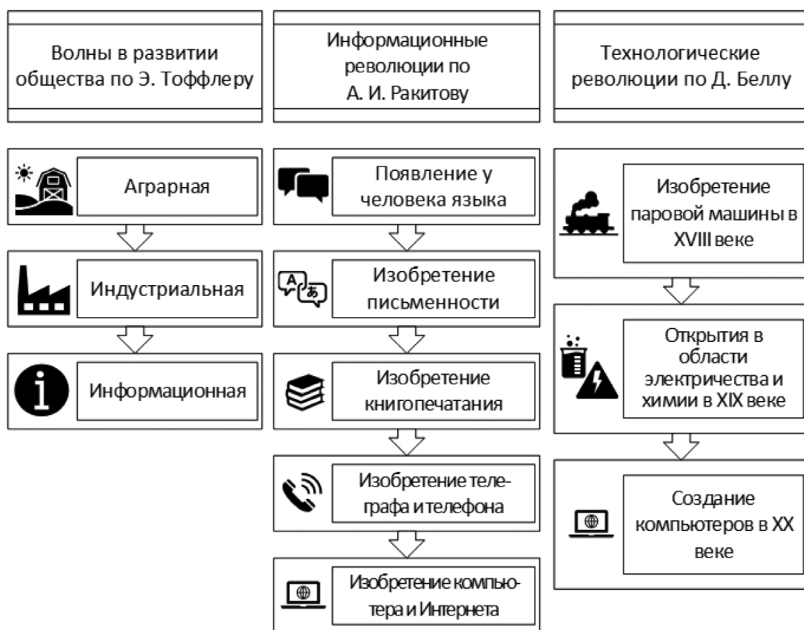 Волны в развитии
общества по Э. Тоффлеру
Аграрная
Индустриальная
Информационная
Информационные
революции по
А. И. Ракитову
Появление у
человека языка
A
あ
Изобретение
письменности
Изобретение
книгопечатания
Изобретение теле-
графа и телефона
Изобретение компью-
тера и Интернета
Технологические
революции по Д. Беллу
Изобретение
паровой машины в
XVIII веке
Открытия в
области
электричества и
химии в XIX веке
Создание
компьютеров в XX
веке